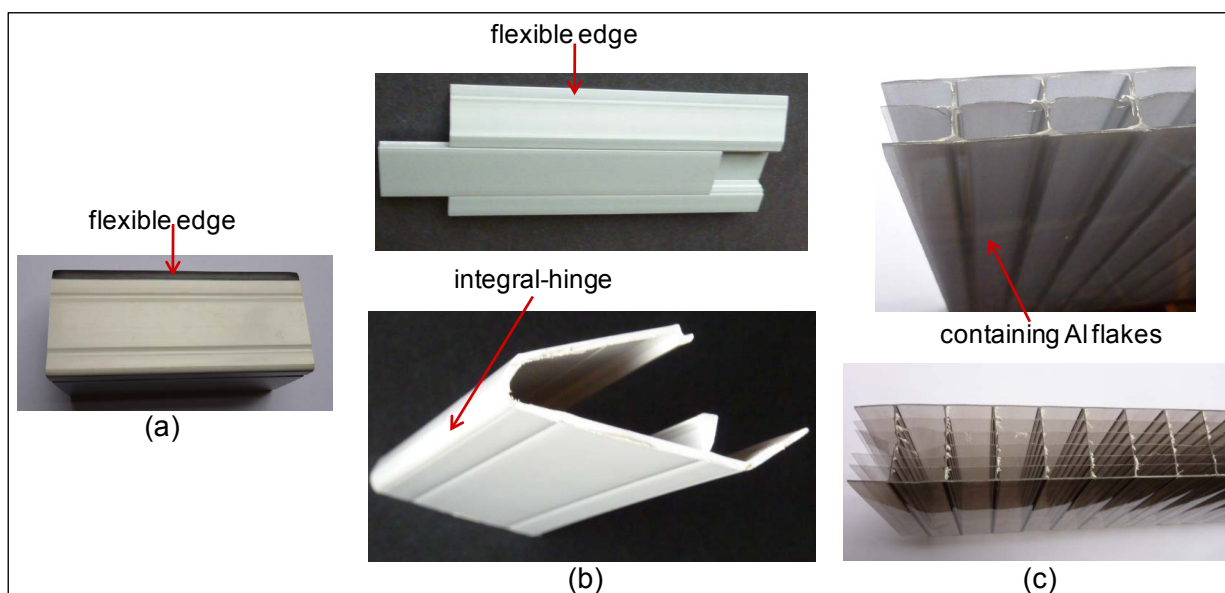 flexible edge
flexible edge
integral-hinge
containing Al flakes
(a)
(b)
(c)